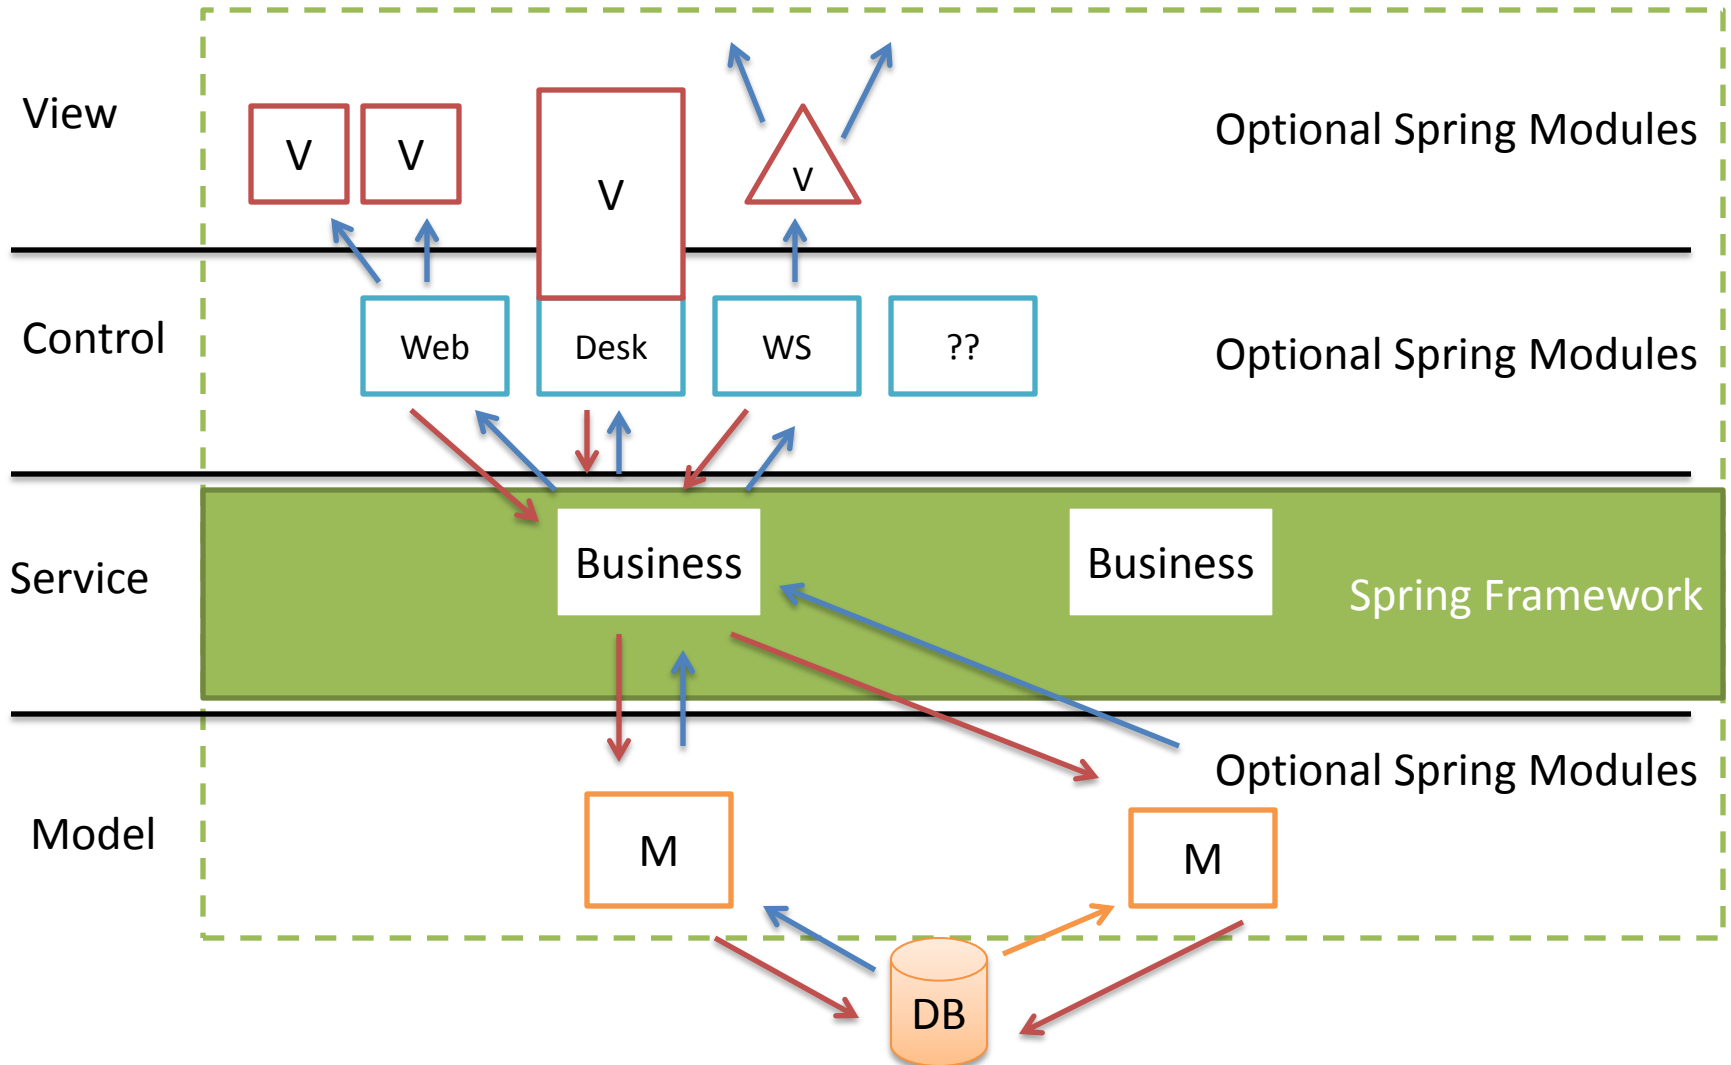 View
V
V
V
V
Optional Spring Modules
Control
Web
Desk
WS
??
Optional Spring Modules
Service
Business
Business
Spring Framework
Optional Spring Modules
Model
M
M
DB